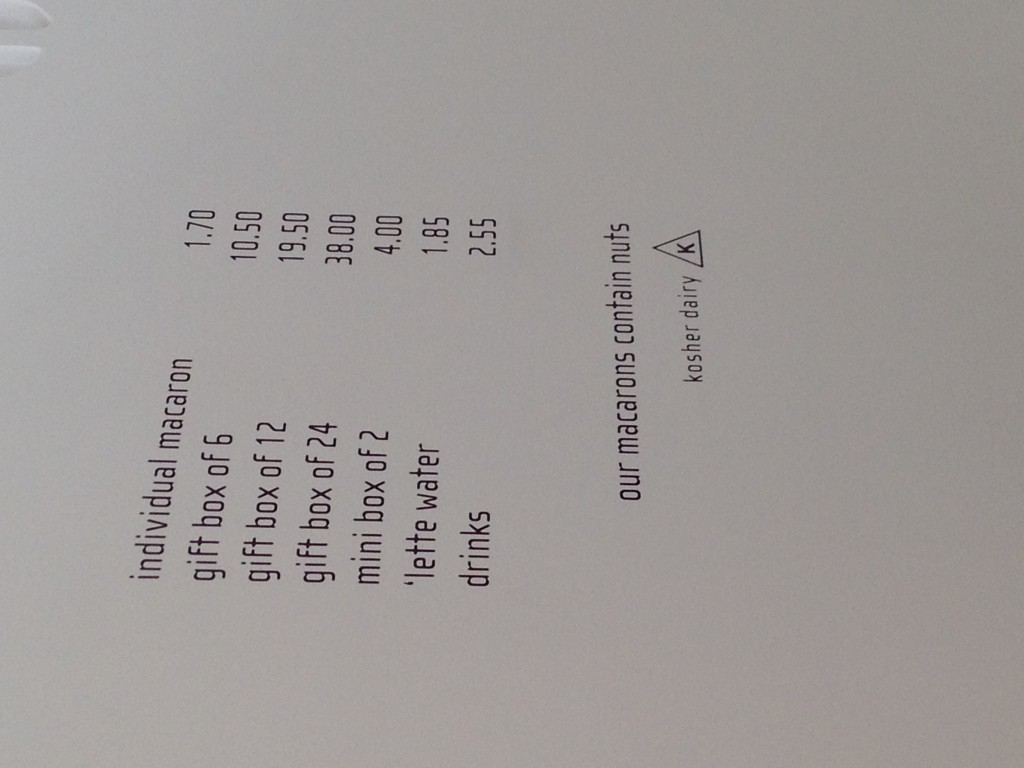 individual macaron 1.70
gift box of 6 10.50
gift box of 12 19.50
gift box of 24 38.00
mini box of 2 4.00
'lette water 1.85
drinks 2.55
our macarons contain nuts
kosher dairy K